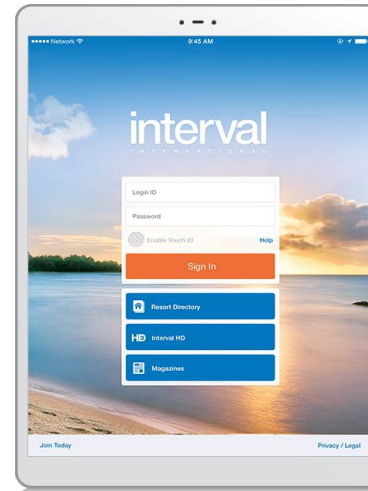 Network
9:45 AM
interval
INTERNATIONAL
Login ID
Password
Enable Touch ID
Help
Sign In
Resort Directory
HD Interval HD
Magazines
Join Today
Privacy / Legal